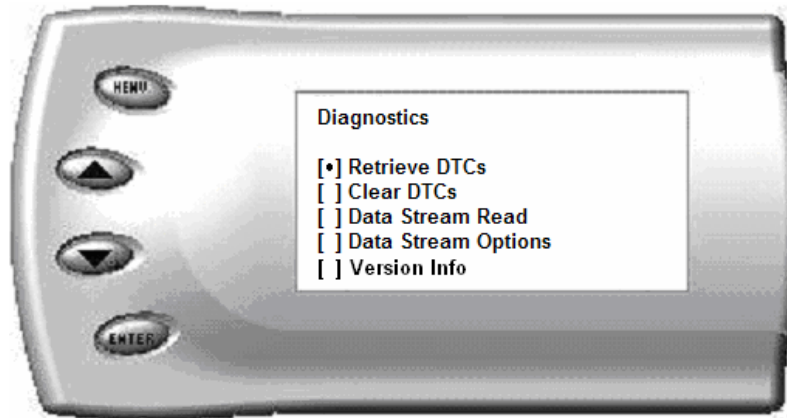 MENU
Diagnostics
[•] Retrieve DTCs
[ ] Clear DTCs
[ ] Data Stream Read
[ ] Data Stream Options
[ ] Version Info
ENTER